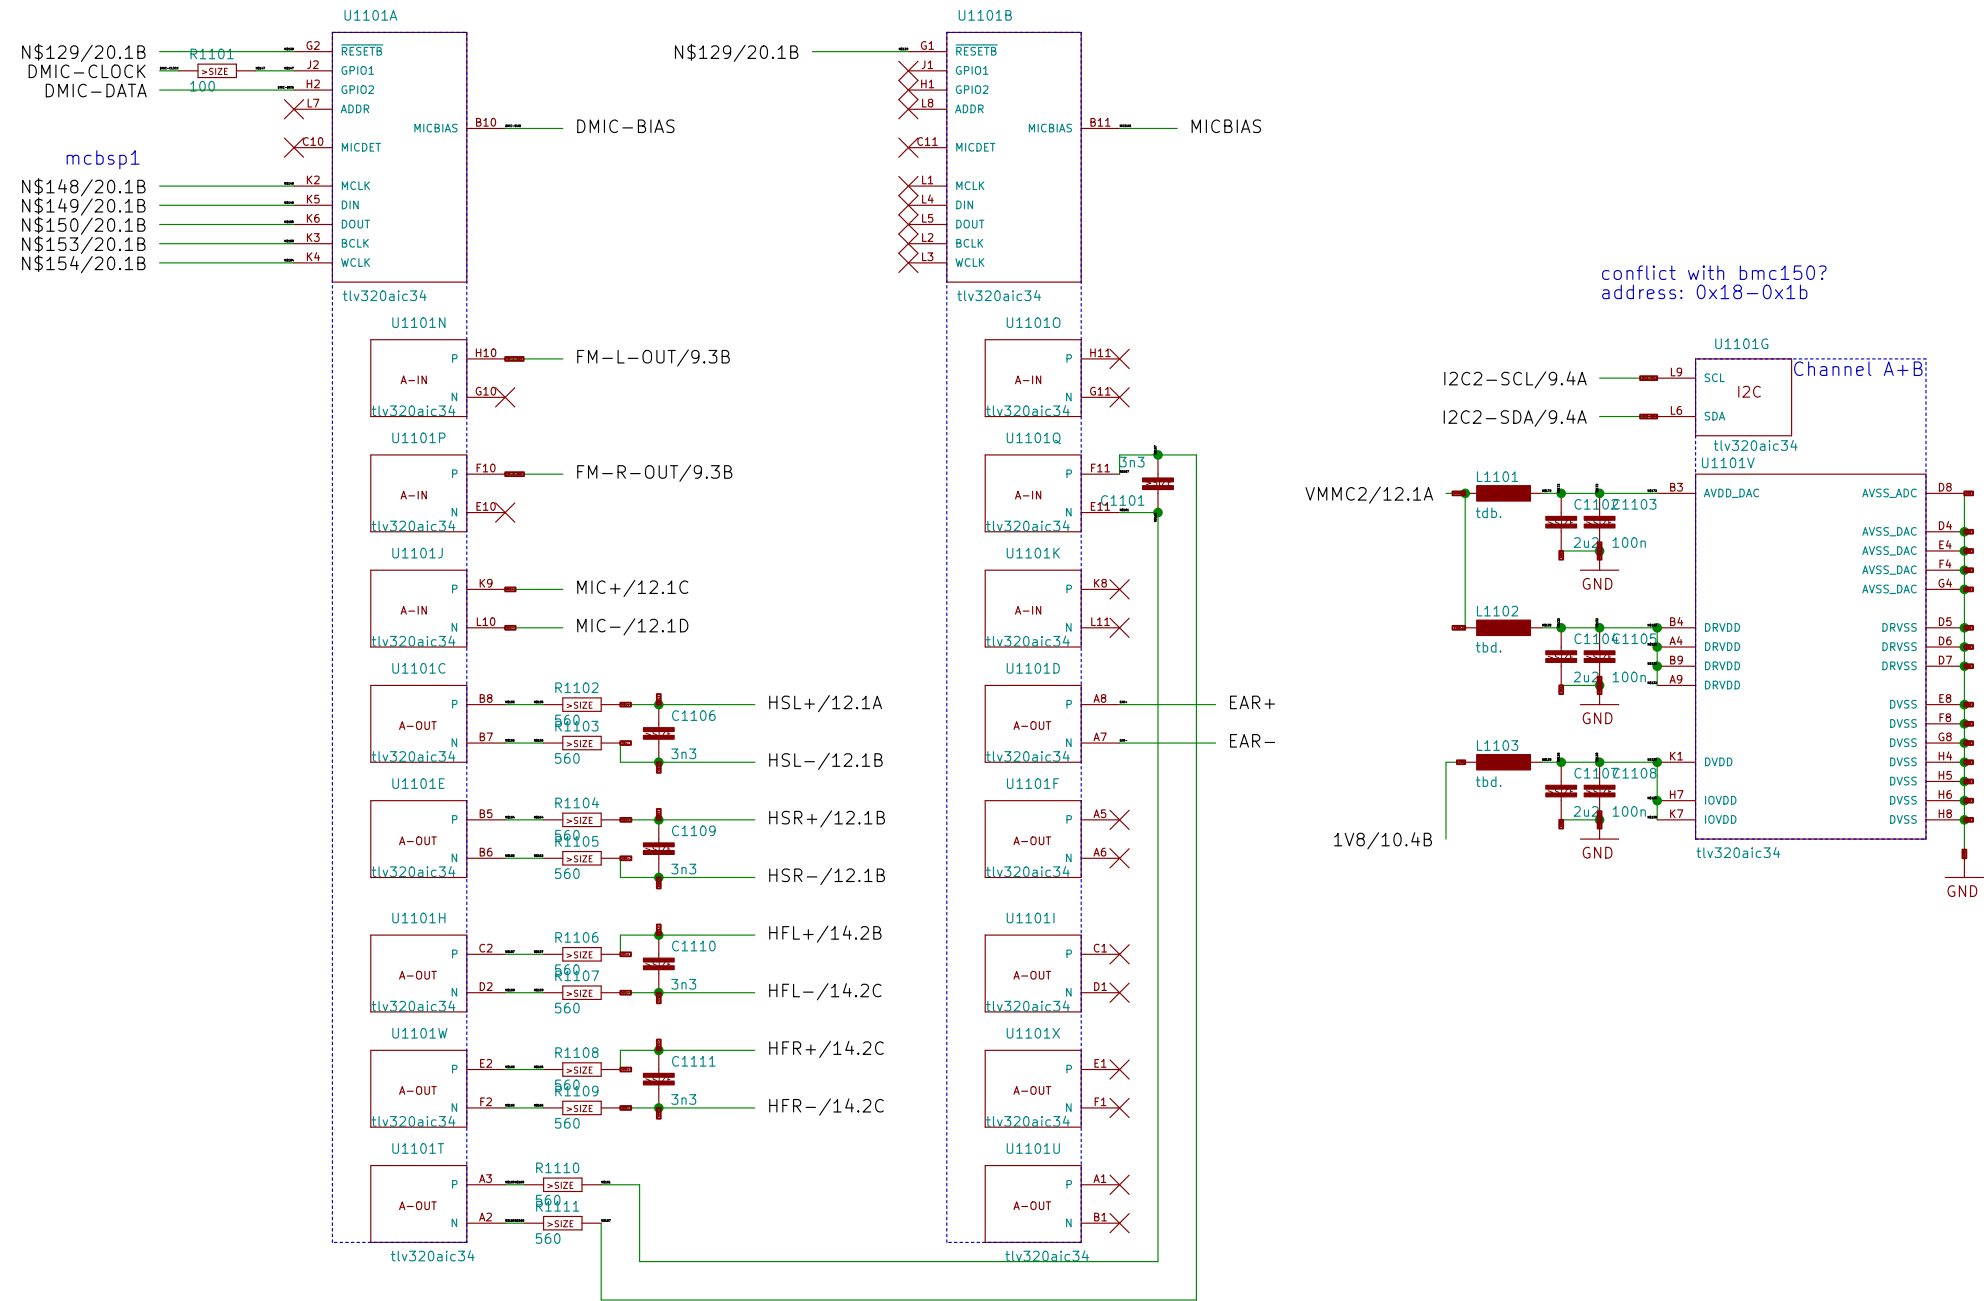 U1101A
N$129/20.1B
DMIC-CLOCK
DMIC-DATA
R1101
>SIZE
100
G2
J2
H2
L7
C10
RESETB
GPIO1
GPIO2
ADDR
MICDET
MICBIAS
B10
DMIC-BIAS
mcbsp1
N$148/20.1B
N$149/20.1B
N$150/20.1B
N$153/20.1B
N$154/20.1B
K2
K5
K6
K3
K4
MCLK
DIN
DOUT
BCLK
WCLK
tlv320aic34
U1101N
P
A-IN
N
tlv320aic34
H10
G10
FM-L-OUT/9.3B
U1101P
P
A-IN
N
tlv320aic34
F10
E10
FM-R-OUT/9.3B
U1101J
P
A-IN
N
tlv320aic34
K9
L10
MIC+/12.1C
MIC-/12.1D
U1101C
P
A-OUT
N
tlv320aic34
B8
B7
R1102
>SIZE
560
R1103
>SIZE
560
C1106
3n3
HSL+/12.1A
HSL-/12.1B
U1101E
P
A-OUT
N
tlv320aic34
B5
B6
R1104
>SIZE
560
R1105
>SIZE
560
C1109
3n3
HSR+/12.1B
HSR-/12.1B
U1101H
P
A-OUT
N
tlv320aic34
C2
D2
R1106
>SIZE
560
R1107
>SIZE
560
C1110
3n3
HFL+/14.2B
HFL-/14.2C
U1101W
P
A-OUT
N
tlv320aic34
E2
F2
R1108
>SIZE
560
R1109
>SIZE
560
C1111
3n3
HFR+/14.2C
HFR-/14.2C
U1101T
P
A-OUT
N
tlv320aic34
A3
A2
R1110
>SIZE
560
R1111
>SIZE
560
U1101B
N$129/20.1B
G1
J1
H1
L8
C11
L1
L4
L5
L2
L3
RESETB
GPIO1
GPIO2
ADDR
MICBIAS
MICDET
MCLK
DIN
DOUT
BCLK
WCLK
B11
MICBIAS
tlv320aic34
U1101O
P
A-IN
N
tlv320aic34
H11
G11
U1101Q
P
A-IN
N
tlv320aic34
F11
E11
3n3
C1101
U1101K
P
A-IN
N
tlv320aic34
K8
L11
U1101D
P
A-OUT
N
tlv320aic34
A8
A7
EAR+
EAR-
U1101F
P
A-OUT
N
tlv320aic34
A5
A6
U1101I
P
A-OUT
N
tlv320aic34
C1
D1
U1101X
P
A-OUT
N
tlv320aic34
E1
F1
U1101U
P
A-OUT
N
tlv320aic34
A1
B1
conflict with bmc150?
address: 0x18-0x1b
U1101G
Channel A+B
I2C2-SCL/9.4A
I2C2-SDA/9.4A
L9
L6
SCL
I2C
SDA
tlv320aic34
U1101V
VMMC2/12.1A
L1101
tdb.
C1102
2u2
C1103
100n
GND
L1102
tbd.
C1104
2u2
C1105
100n
GND
L1103
tbd.
C1107
2u2
C1108
100n
GND
1V8/10.4B
B3
B4
A4
B9
A9
K1
H7
K7
AVDD_DAC
DRVDD
DRVDD
DRVDD
DRVDD
DVDD
IOVDD
IOVDD
AVSS_ADC
AVSS_DAC
AVSS_DAC
AVSS_DAC
AVSS_DAC
DRVSS
DRVSS
DRVSS
DVSS
DVSS
DVSS
DVSS
DVSS
DVSS
DVSS
D8
D4
E4
F4
G4
D5
D6
D7
E8
F8
G8
H4
H5
H6
H8
tlv320aic34
GND